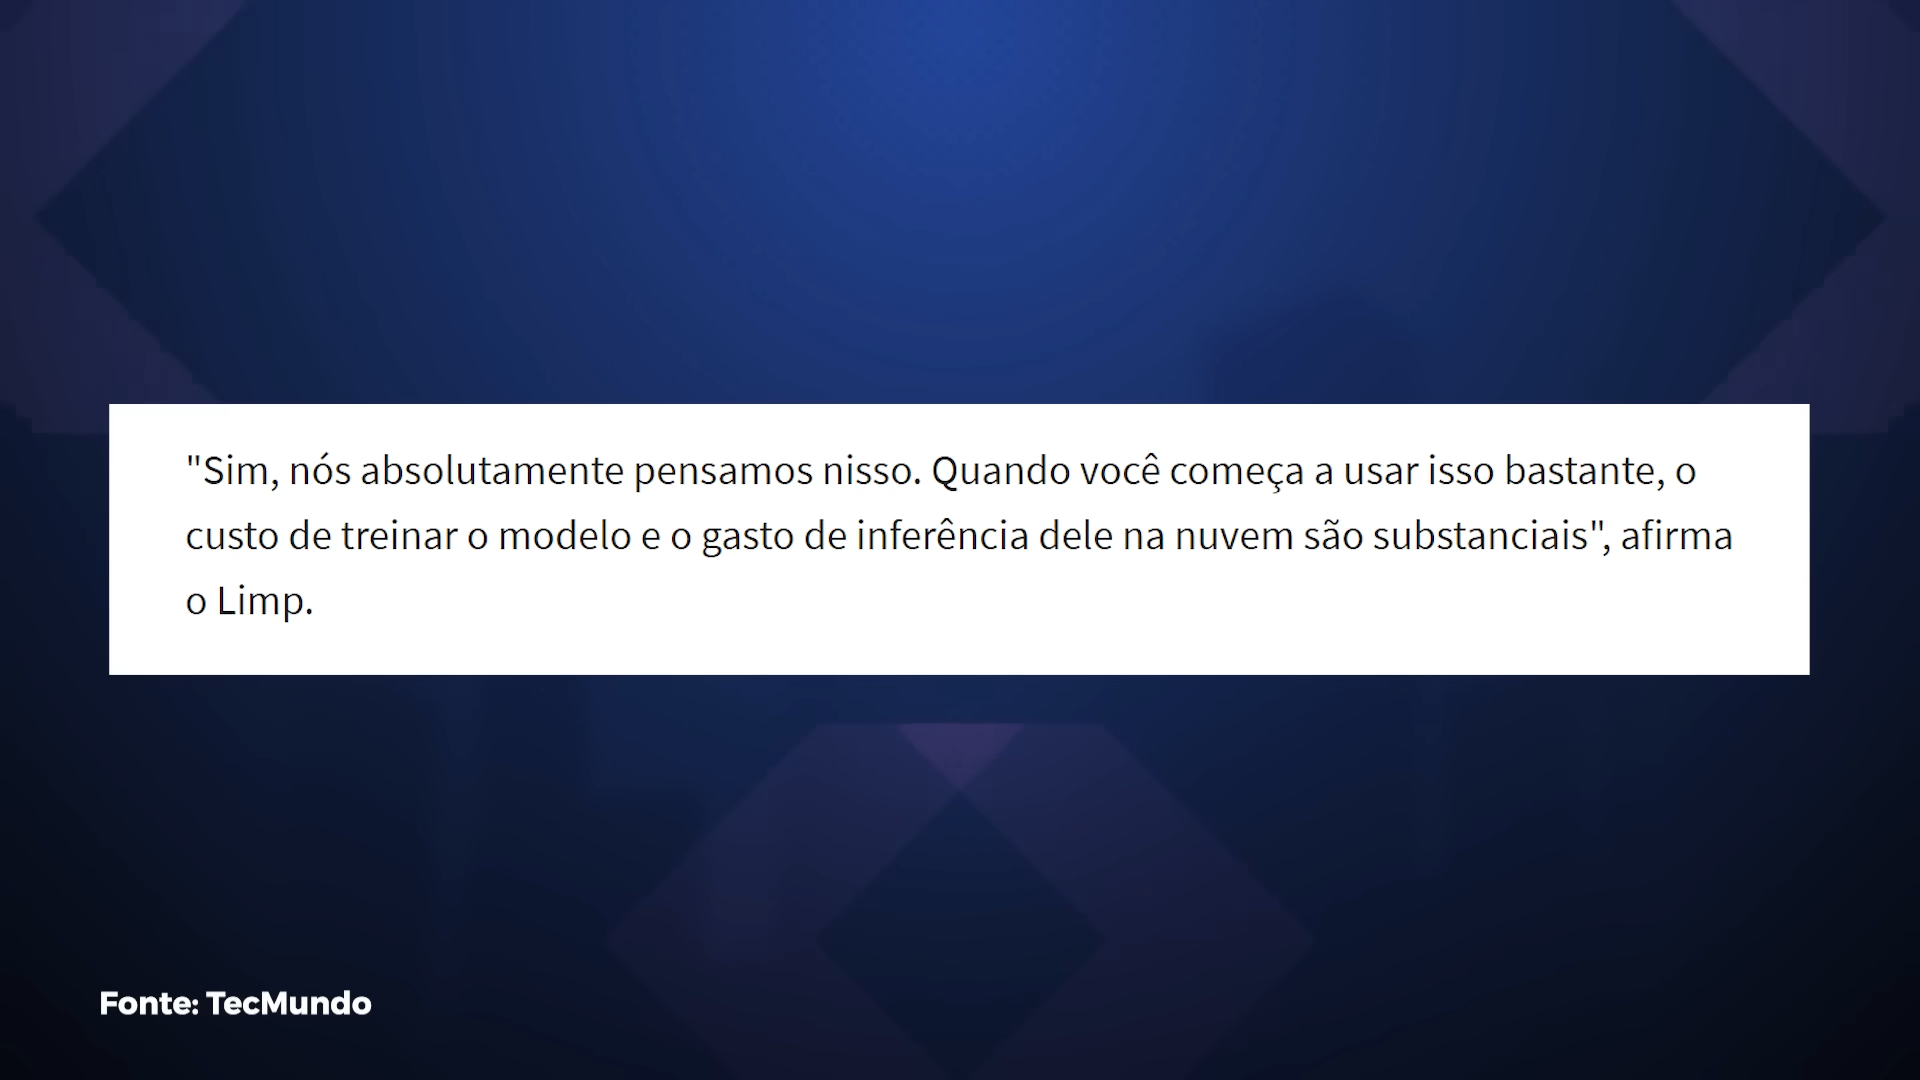 "Sim, nós absolutamente pensamos nisso. Quando você começa a usar isso bastante, o
custo de treinar o modelo e o gasto de inferência dele na nuvem são substanciais", afirma
o Limp.
Fonte: TecMundo